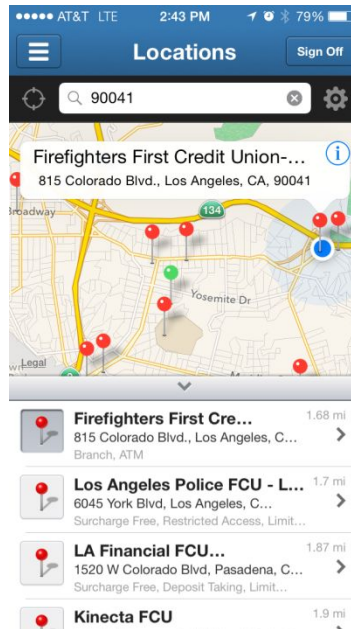 AT&T LTE 2:43 PM 79%
Locations Sign Off
90041
Firefighters First Credit Union-...
815 Colorado Blvd., Los Angeles, CA, 90041
134
Yosemite Dr
Legal
Firefighters First Cre... 1.68 mi
815 Colorado Blvd., Los Angeles, C...
Branch, ATM
Los Angeles Police FCU - L... 1.7 mi
6045 York Blvd, Los Angeles, C...
Surcharge Free, Restricted Access, Limit...
LA Financial FCU... 1.87 mi
1520 W Colorado Blvd, Pasadena, C...
Surcharge Free, Deposit Taking, Limit...
Kinecta FCU 1.9 mi